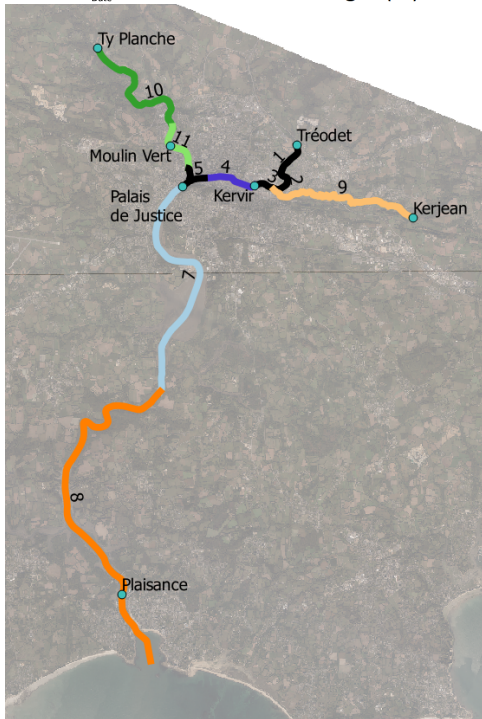 Ty Planche
10
11
Tréodet
1
Moulin Vert
5
4
3
2
9
Palais
de Justice
Kervir
Kerjean
7
8
Plaisance